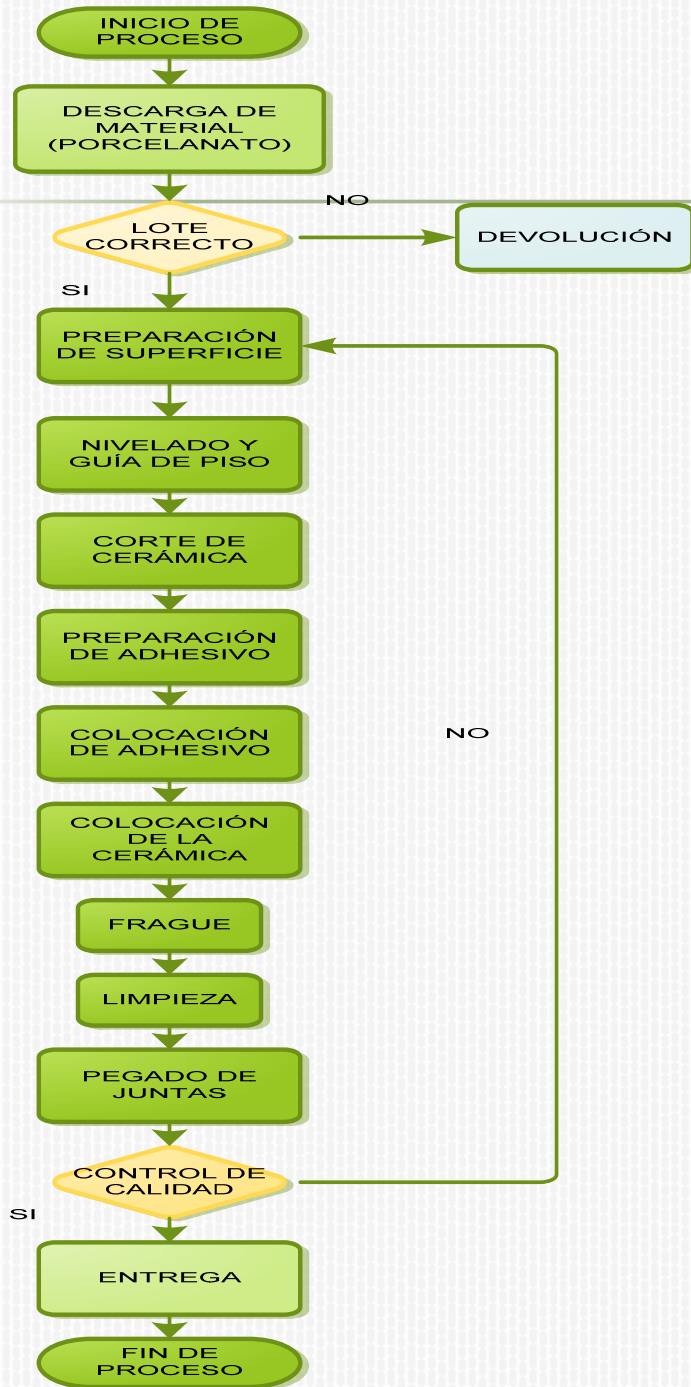 INICIO DE
PROCESO
DESCARGA DE
MATERIAL
(PORCELANATO)
NO
LOTE
CORRECTO
DEVOLUCIÓN
SI
PREPARACIÓN
DE SUPERFICIE
NIVELADO Y
GUÍA DE PISO
CORTE DE
CERÁMICA
PREPARACIÓN
DE ADHESIVO
COLOCACIÓN
DE ADHESIVO
NO
COLOCACIÓN
DE LA
CERÁMICA
FRAGUE
LIMPIEZA
PEGADO DE
JUNTAS
CONTROL DE
CALIDAD
SI
ENTREGA
FIN DE
PROCESO